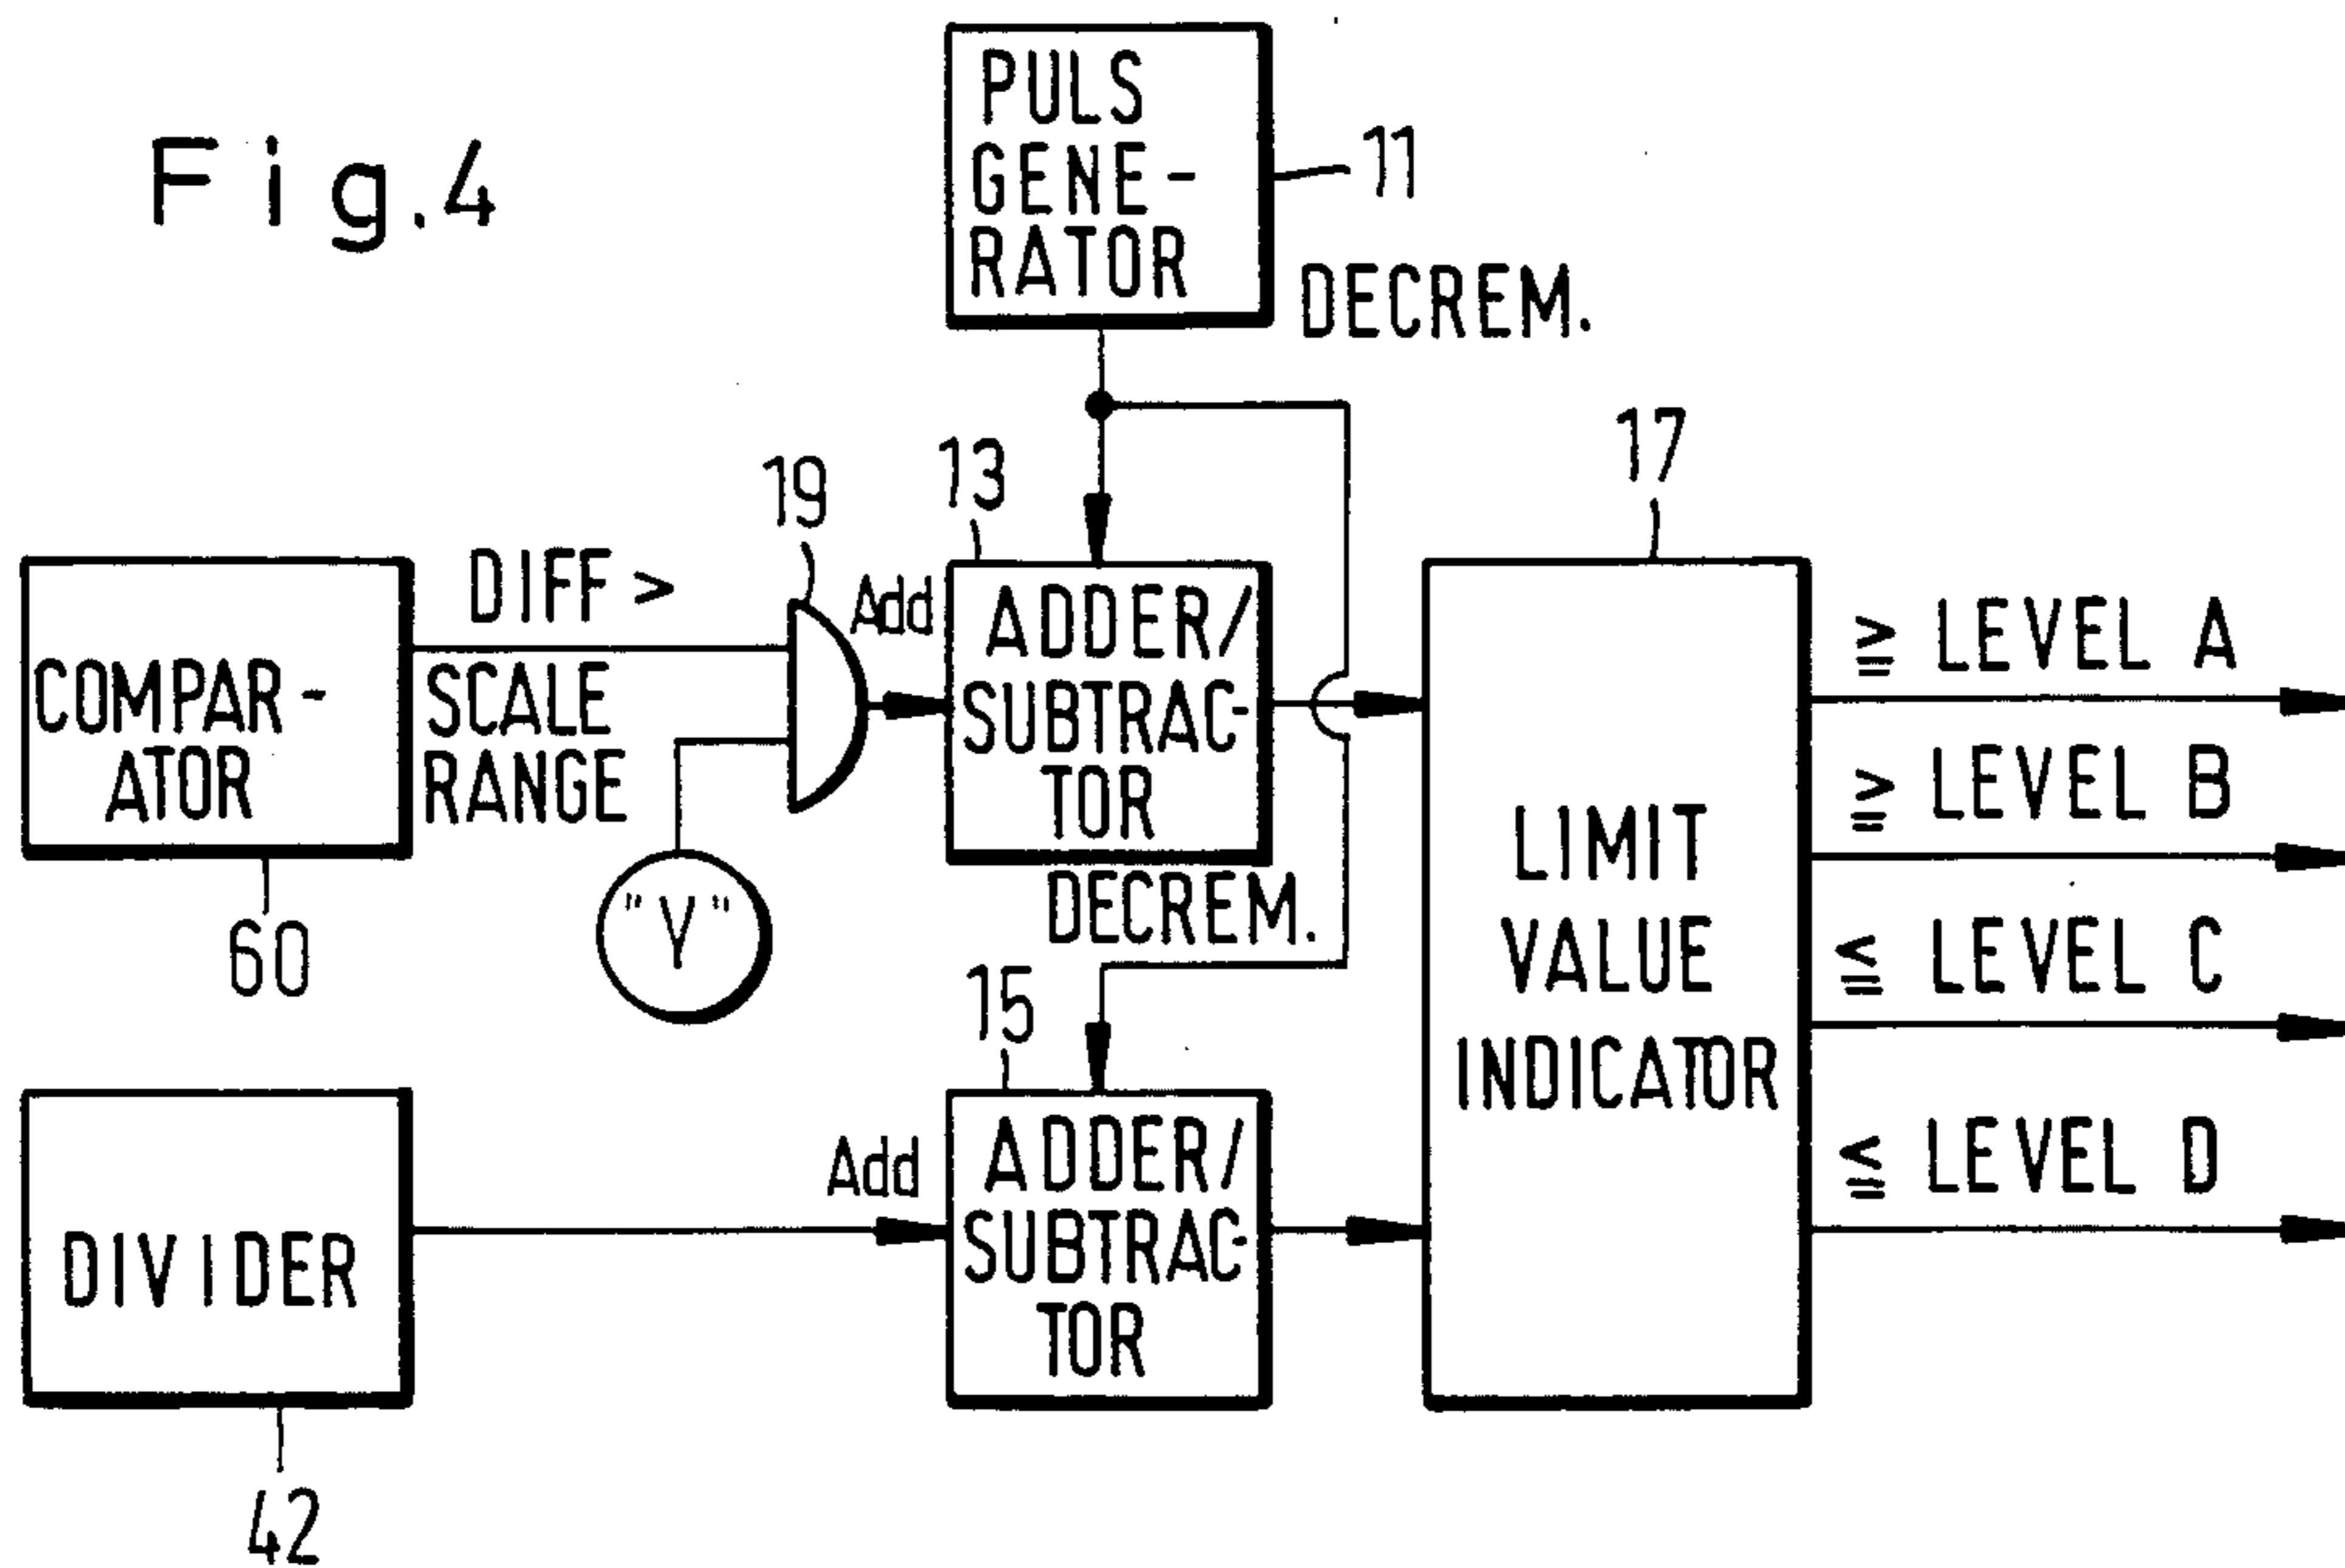 Fig.4
PULS
GENE-
RATOR
11
DECREM.
17
13
19
DIFF >
SCALE
RANGE
Add
COMPAR-
ATOR
60
"Y"
ADDER/
SUBTRAC-
TOR
DECREM.
15
LIMIT
VALUE
INDICATOR
≧ LEVEL A
≧ LEVEL B
≦ LEVEL C
≦ LEVEL D
DIVIDER
42
Add
ADDER/
SUBTRAC-
TOR